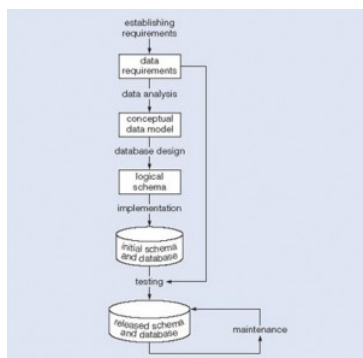 establishing
requirements
data
requirements
data analysis
conceptual
data model
database design
logical
schema
implementation
initial schema
and database
testing
released schema
and database
maintenance